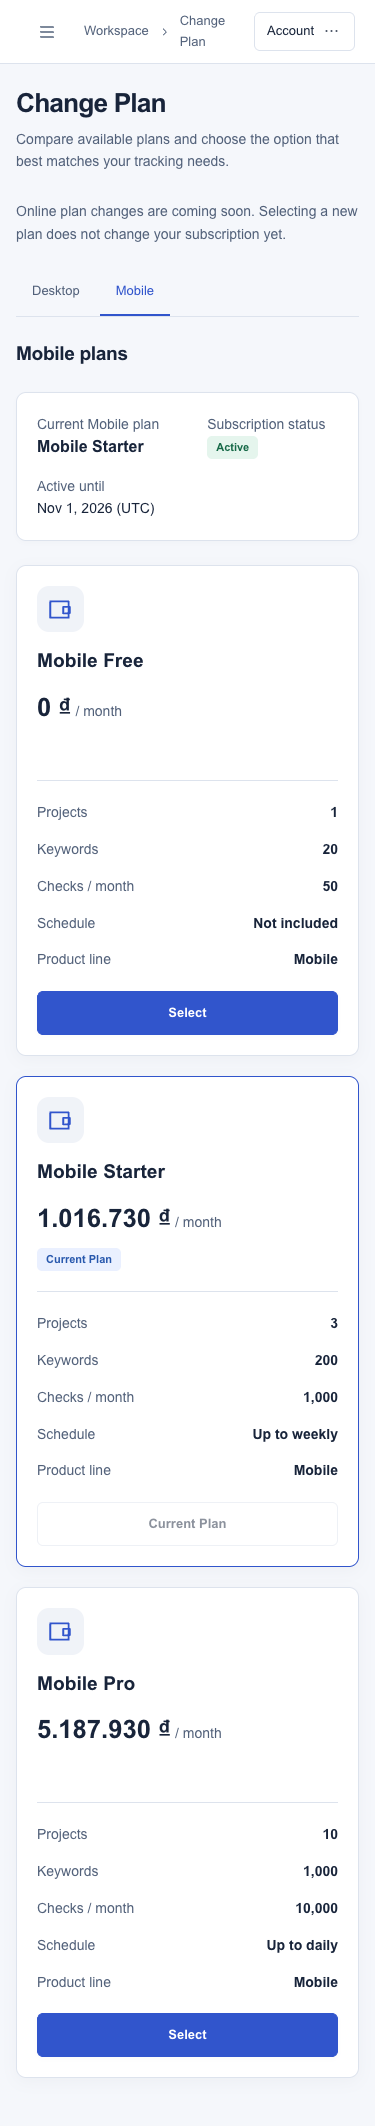 Workspace > Change Plan
Account ...
Change Plan
Compare available plans and choose the option that
best matches your tracking needs.
Online plan changes are coming soon. Selecting a new
plan does not change your subscription yet.
Desktop Mobile
Mobile plans
Current Mobile plan
Mobile Starter
Subscription status
Active
Active until
Nov 1, 2026 (UTC)
Mobile Free
0 ₫ / month
Projects 1
Keywords 20
Checks / month 50
Schedule Not included
Product line Mobile
Select
Mobile Starter
1.016.730 ₫ / month
Current Plan
Projects 3
Keywords 200
Checks / month 1,000
Schedule Up to weekly
Product line Mobile
Current Plan
Mobile Pro
5.187.930 ₫ / month
Projects 10
Keywords 1,000
Checks / month 10,000
Schedule Up to daily
Product line Mobile
Select